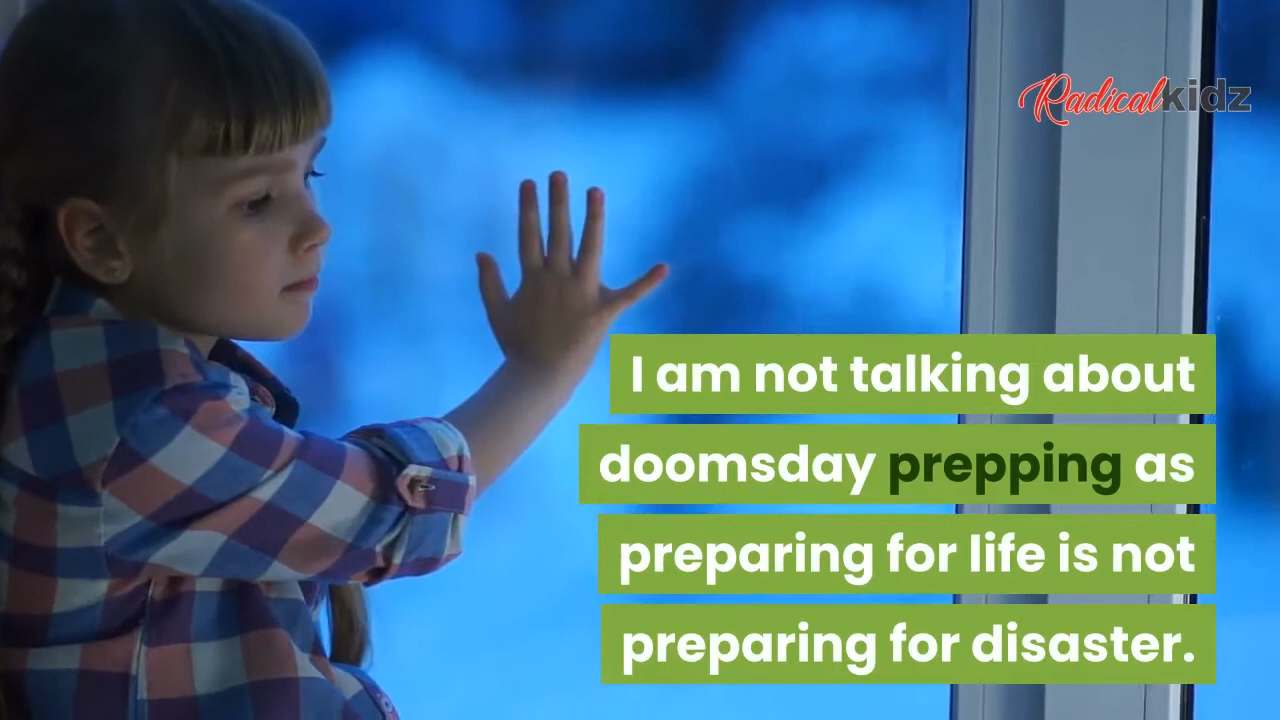 Radicalkidz
I am not talking about
doomsday prepping as
preparing for life is not
preparing for disaster.